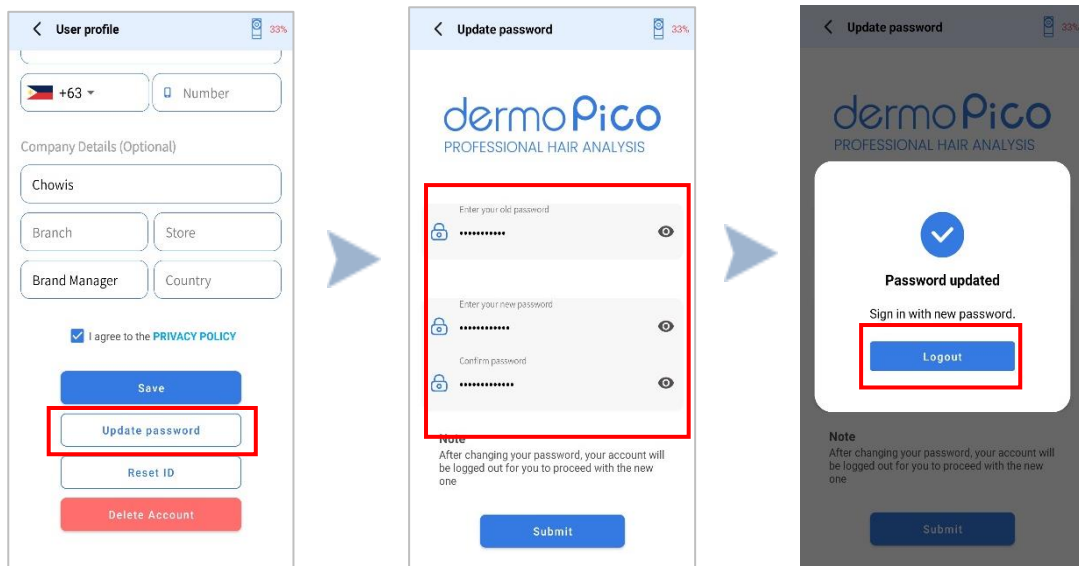 User profile
33%
+63
Number
Company Details (Optional)
Chowis
Branch
Store
Brand Manager
Country
I agree to the PRIVACY POLICY
Save
Update password
Reset ID
Delete Account
Update password
33%
dermoPico
PROFESSIONAL HAIR ANALYSIS
Enter your old password
•••••••••••
Enter your new password
••••••••••••
Confirm password
•••••••••••••
Note
After changing your password, your account will
be logged out for you to proceed with the new
one
Submit
Update password
33%
dermoPico
PROFESSIONAL HAIR ANALYSIS
Password updated
Sign in with new password.
Logout
Note
After changing your password, your account will
be logged out for you to proceed with the new
one
Submit